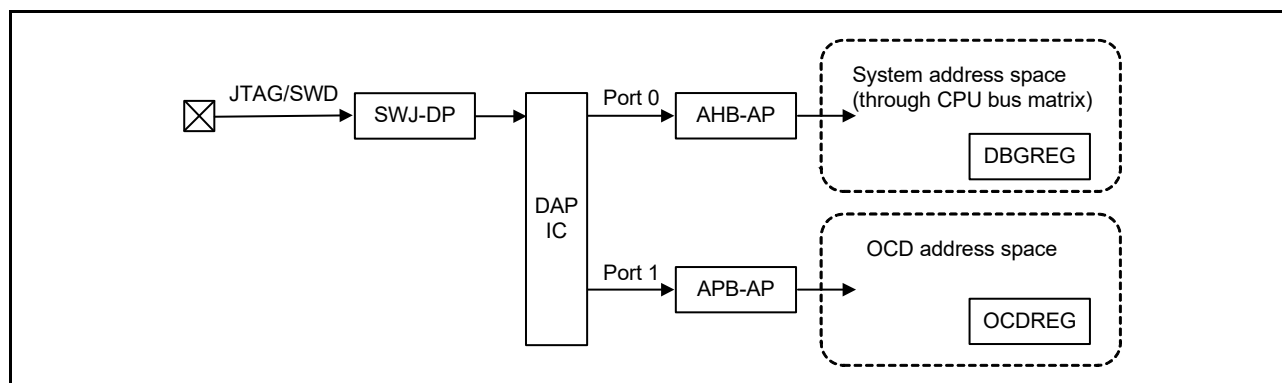 JTAG/SWD
SWJ-DP
DAP
IC
Port 0
AHB-AP
System address space
(through CPU bus matrix)
DBGREG
Port 1
APB-AP
OCD address space
OCDREG